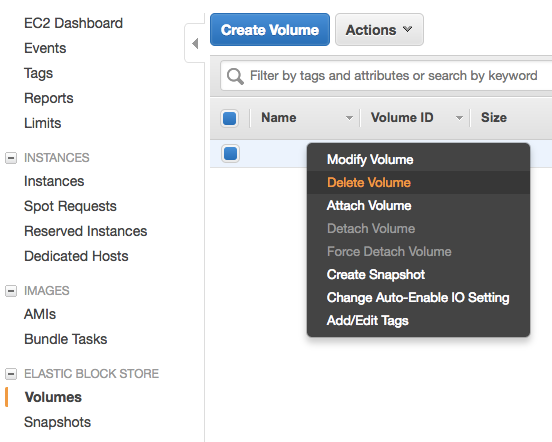 EC2 Dashboard
Events
Tags
Reports
Limits
INSTANCES
Instances
Spot Requests
Reserved Instances
Dedicated Hosts
IMAGES
AMIs
Bundle Tasks
ELASTIC BLOCK STORE
Volumes
Snapshots
Create Volume Actions
Filter by tags and attributes or search by keyword
Name Volume ID Size
Modify Volume
Delete Volume
Attach Volume
Detach Volume
Force Detach Volume
Create Snapshot
Change Auto-Enable IO Setting
Add/Edit Tags